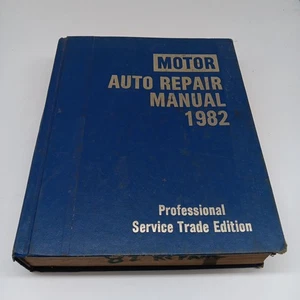 MOTOR
AUTO REPAIR
MANUAL
1982
Professional
Service Trade Edition